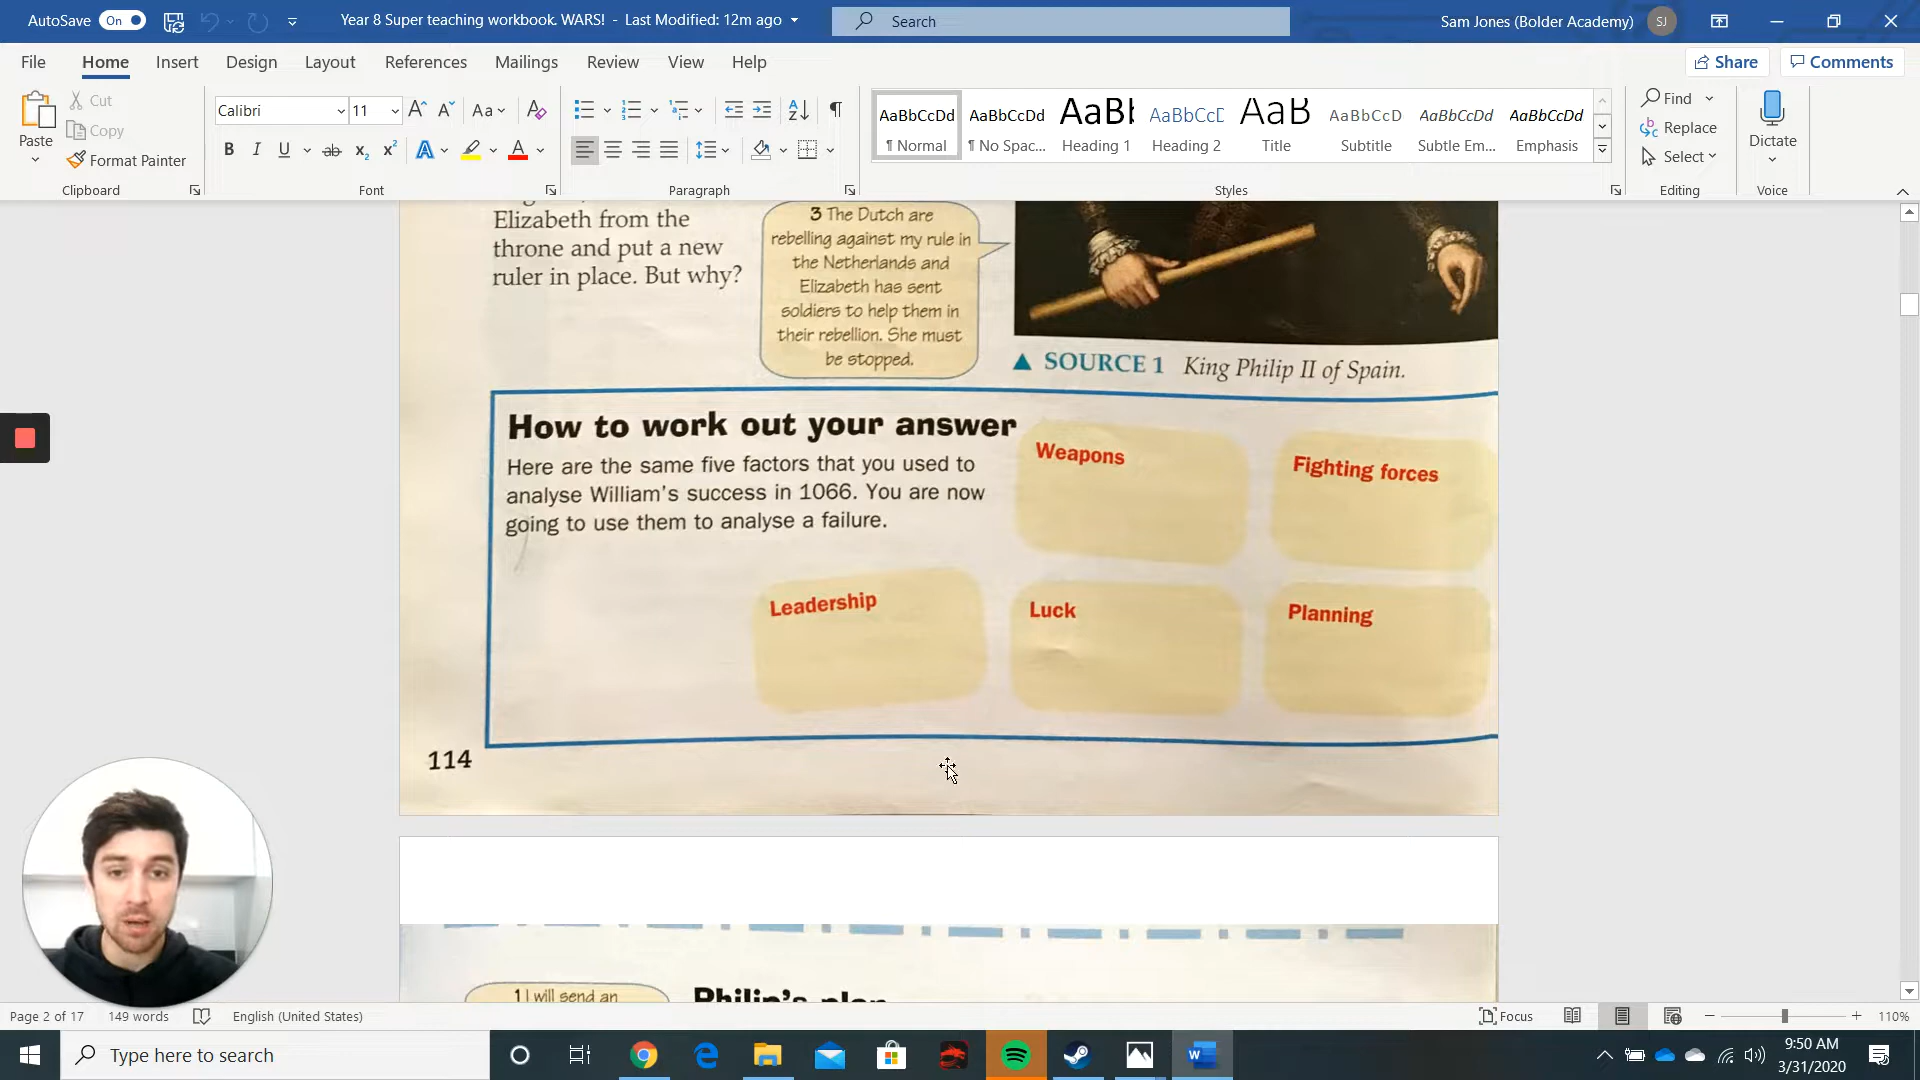 AutoSave On
Year 8 Super teaching workbook. WARS! - Last Modified: 12m ago
Search
Sam Jones (Bolder Academy) SJ
File Home Insert Design Layout References Mailings Review View Help
Share Comments
Paste
Cut
Copy
Format Painter
Clipboard
Calibri 11
Font
Paragraph
AaBbCcDd AaBbCcDd AaB AaBbCcD AaB AaBbCcD AaBbCcDd AaBbCcDd
¶ Normal ¶ No Spac... Heading 1 Heading 2 Title Subtitle Subtle Em... Emphasis
Styles
Find
Replace
Select
Editing
Dictate
Voice
Elizabeth from the
throne and put a new
ruler in place. But why?
3 The Dutch are
rebelling against my rule in
the Netherlands and
Elizabeth has sent
soldiers to help them in
their rebellion. She must
be stopped.
SOURCE 1 King Philip II of Spain.
How to work out your answer
Here are the same five factors that you used to
analyse William's success in 1066. You are now
going to use them to analyse a failure.
Weapons
Fighting forces
Leadership
Luck
Planning
114
1 I will send an
Philip's plan
Page 2 of 17 149 words English (United States)
Focus
110%
Type here to search
9:50 AM
3/31/2020